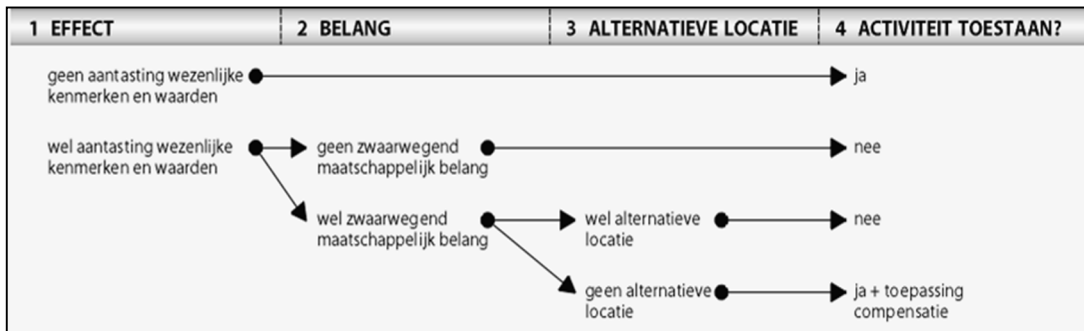 1 EFFECT 2 BELANG 3 ALTERNATIEVE LOCATIE 4 ACTIVITEIT TOESTAAN?
geen aantasting wezenlijke
kenmerken en waarden
ja
wel aantasting wezenlijke
kenmerken en waarden
geen zwaarwegend
maatschappelijk belang
nee
wel zwaarwegend
maatschappelijk belang
wel alternatieve
locatie
nee
geen alternatieve
locatie
ja + toepassing
compensatie